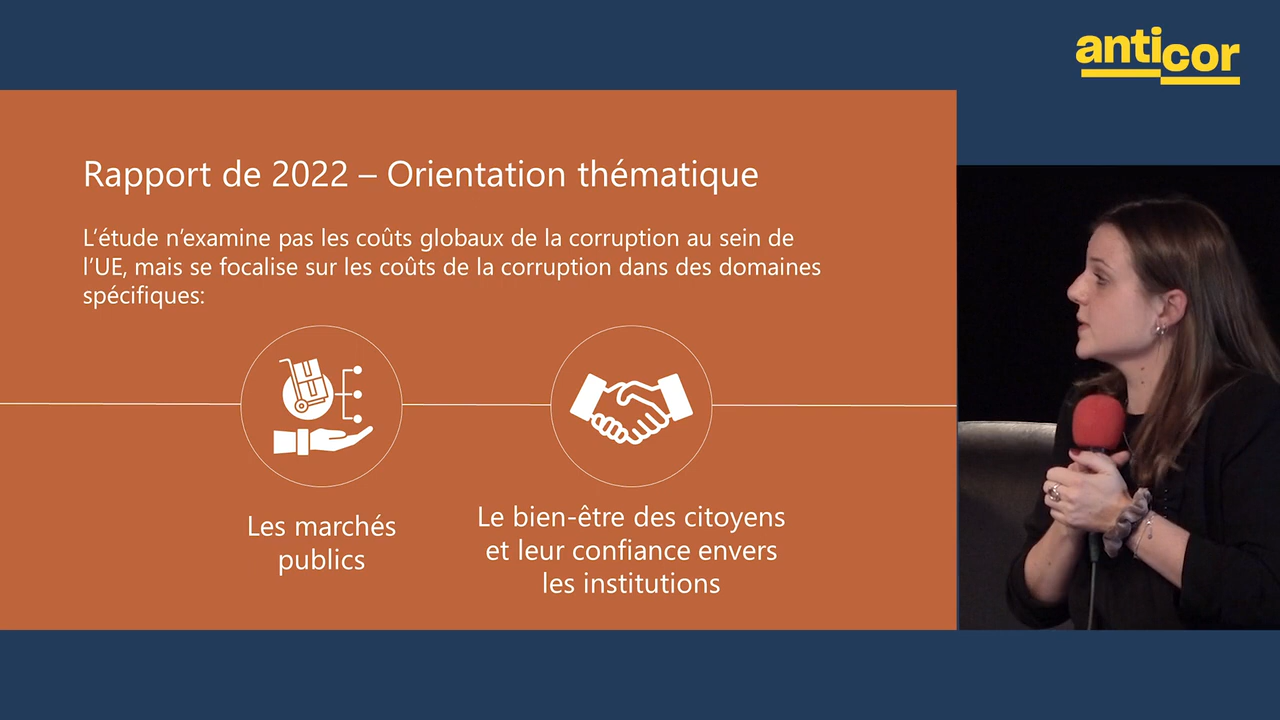 anticor
Rapport de 2022 – Orientation thématique
L’étude n’examine pas les coûts globaux de la corruption au sein de
l’UE, mais se focalise sur les coûts de la corruption dans des domaines
spécifiques:
Les marchés
publics
Le bien-être des citoyens
et leur confiance envers
les institutions